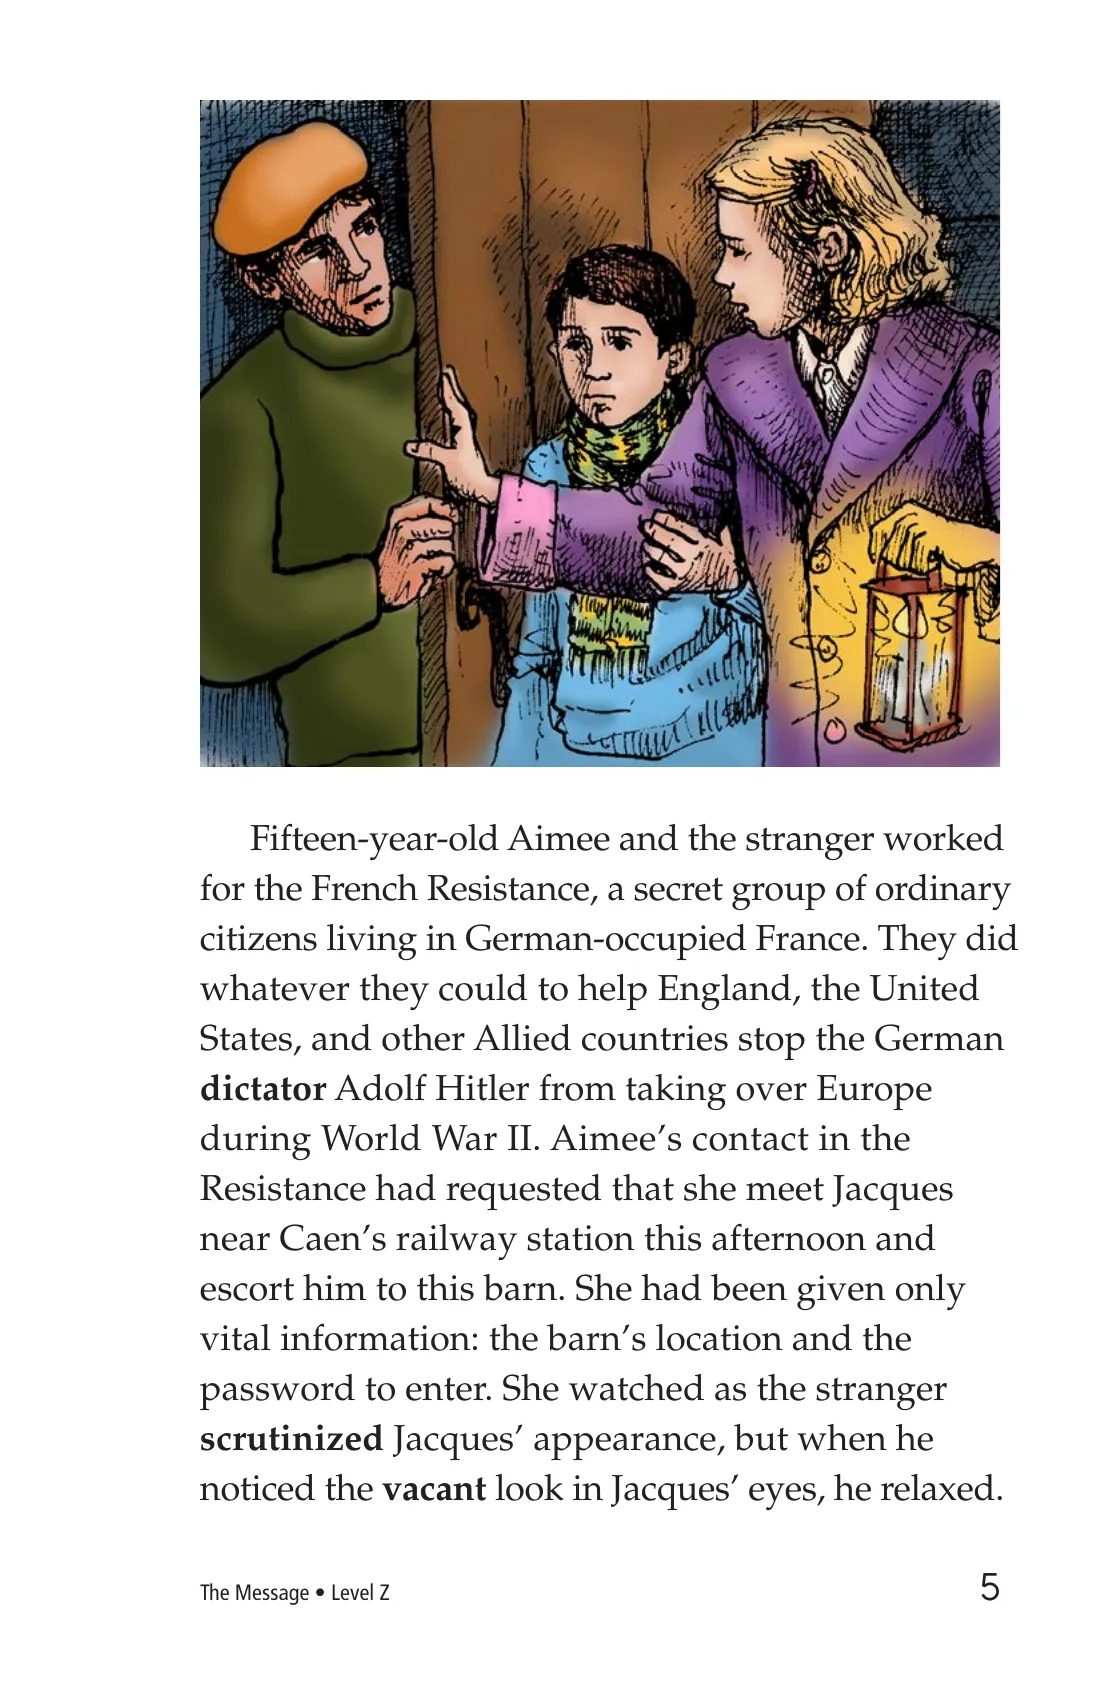 Fifteen-year-old Aimee and the stranger worked
for the French Resistance, a secret group of ordinary
citizens living in German-occupied France. They did
whatever they could to help England, the United
States, and other Allied countries stop the German
dictator Adolf Hitler from taking over Europe
during World War II. Aimee’s contact in the
Resistance had requested that she meet Jacques
near Caen’s railway station this afternoon and
escort him to this barn. She had been given only
vital information: the barn’s location and the
password to enter. She watched as the stranger
scrutinized Jacques’ appearance, but when he
noticed the vacant look in Jacques’ eyes, he relaxed.
The Message • Level Z
5